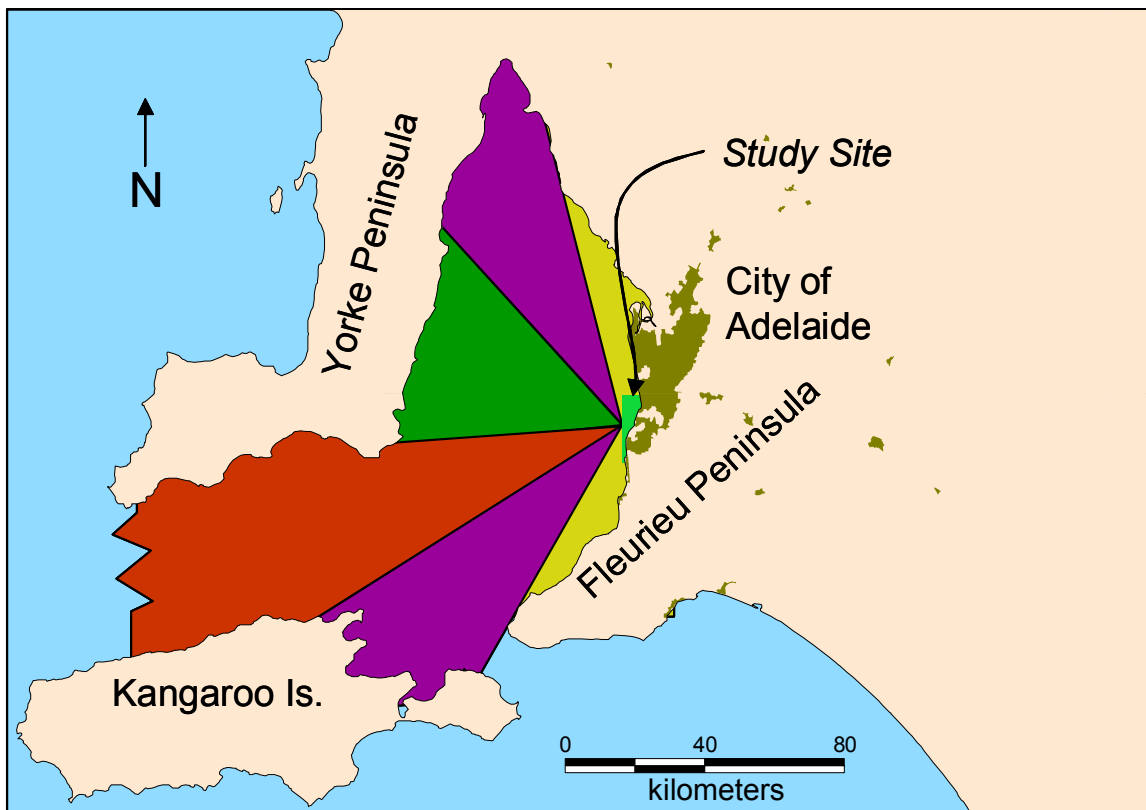 Study Site
N
Yorke Peninsula
City of
Adelaide
Fleurieu Peninsula
Kangaroo Is.
0 40 80
kilometers